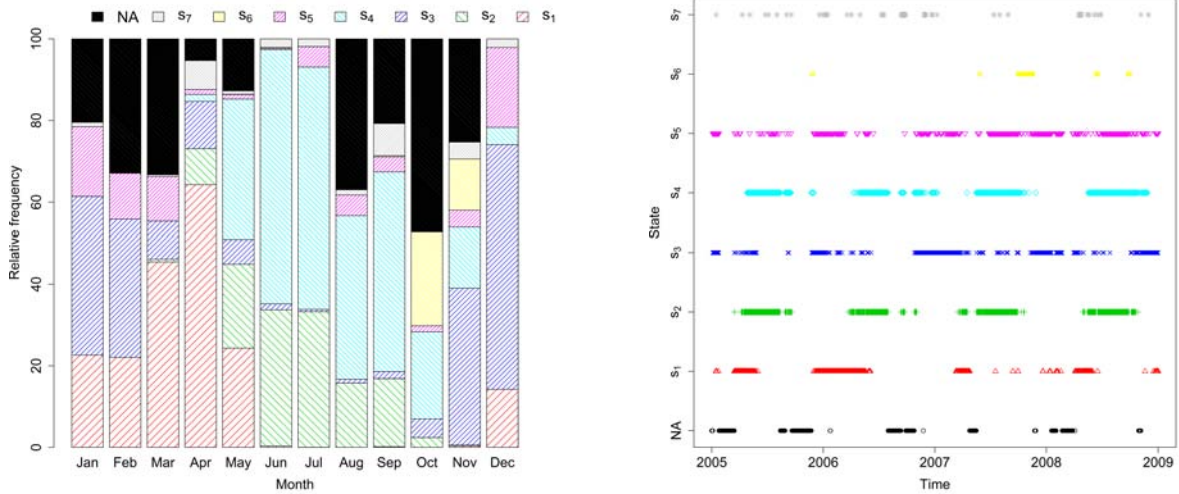 NA s7 s6 s5 s4 s3 s2 s1
Relative frequency
100
80
60
40
20
0
Jan Feb Mar Apr May Jun Jul Aug Sep Oct Nov Dec
Month
State
s7
s6
s5
s4
s3
s2
s1
NA
2005 2006 2007 2008 2009
Time